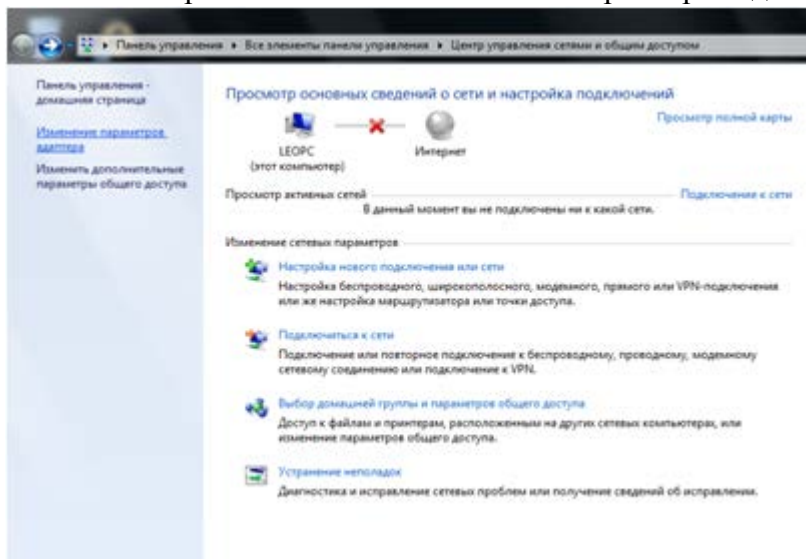 Панель управления ▸ Все элементы панели управления ▸ Центр управления сетями и общим доступом
Панель управления -
домашняя страница
Изменение параметров
адаптера
Изменить дополнительные
параметры общего доступа
Просмотр основных сведений о сети и настройка подключений
Просмотр полной карты
LEOPC
(этот компьютер)
Интернет
Просмотр активных сетей
Подключение к сети
В данный момент вы не подключены ни к какой сети.
Изменение сетевых параметров
Настройка нового подключения или сети
Настройка беспроводного, широкополосного, модемного, прямого или VPN-подключения
или же настройка маршрутизатора или точки доступа.
Подключиться к сети
Подключение или повторное подключение к беспроводному, проводному, модемному
сетевому соединению или подключение к VPN.
Выбор домашней группы и параметров общего доступа
Доступ к файлам и принтерам, расположенным на других сетевых компьютерах, или
изменение параметров общего доступа.
Устранение неполадок
Диагностика и исправление сетевых проблем или получение сведений об исправлении.